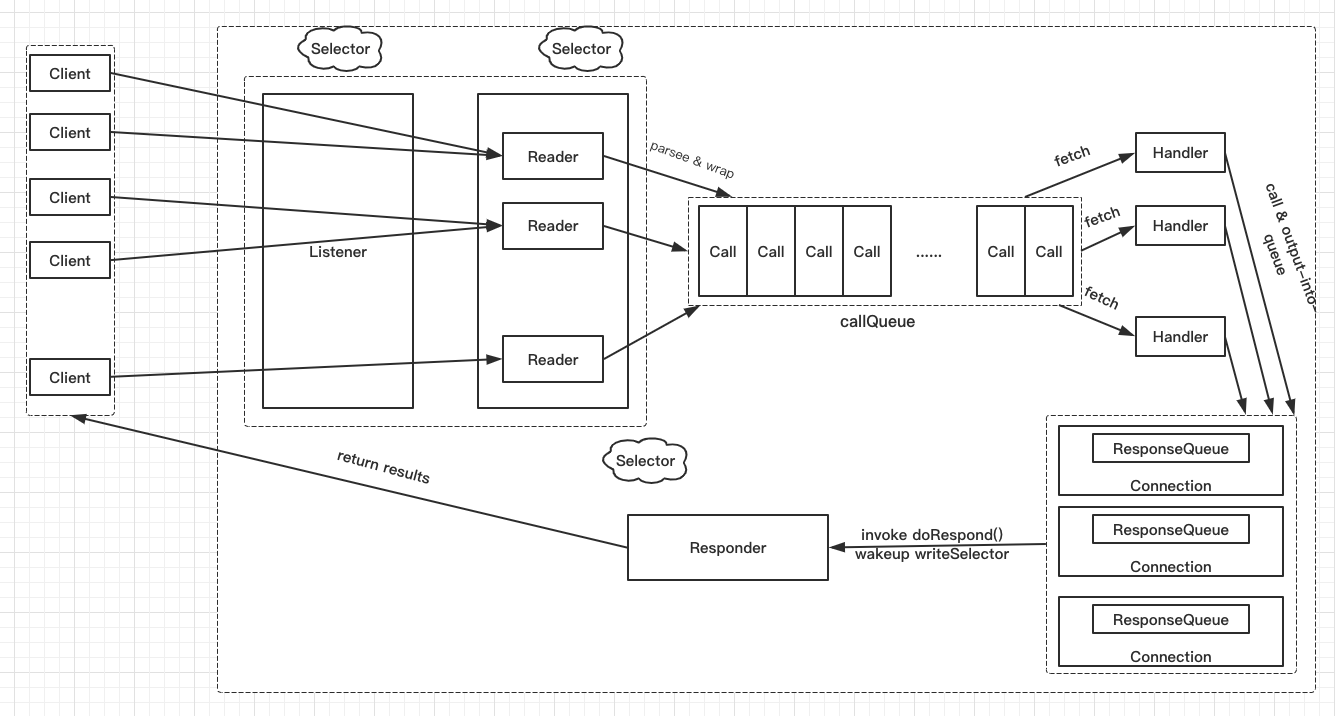 Selector
Selector
Client
Client
Client
Client
Client
Listener
Reader
Reader
Reader
parsee & wrap
Call
Call
Call
Call
......
Call
Call
callQueue
fetch
fetch
fetch
Handler
Handler
Handler
call & output-into-
queue
ResponseQueue
Connection
ResponseQueue
Connection
ResponseQueue
Connection
invoke doRespond()
wakeup writeSelector
Selector
Responder
return results